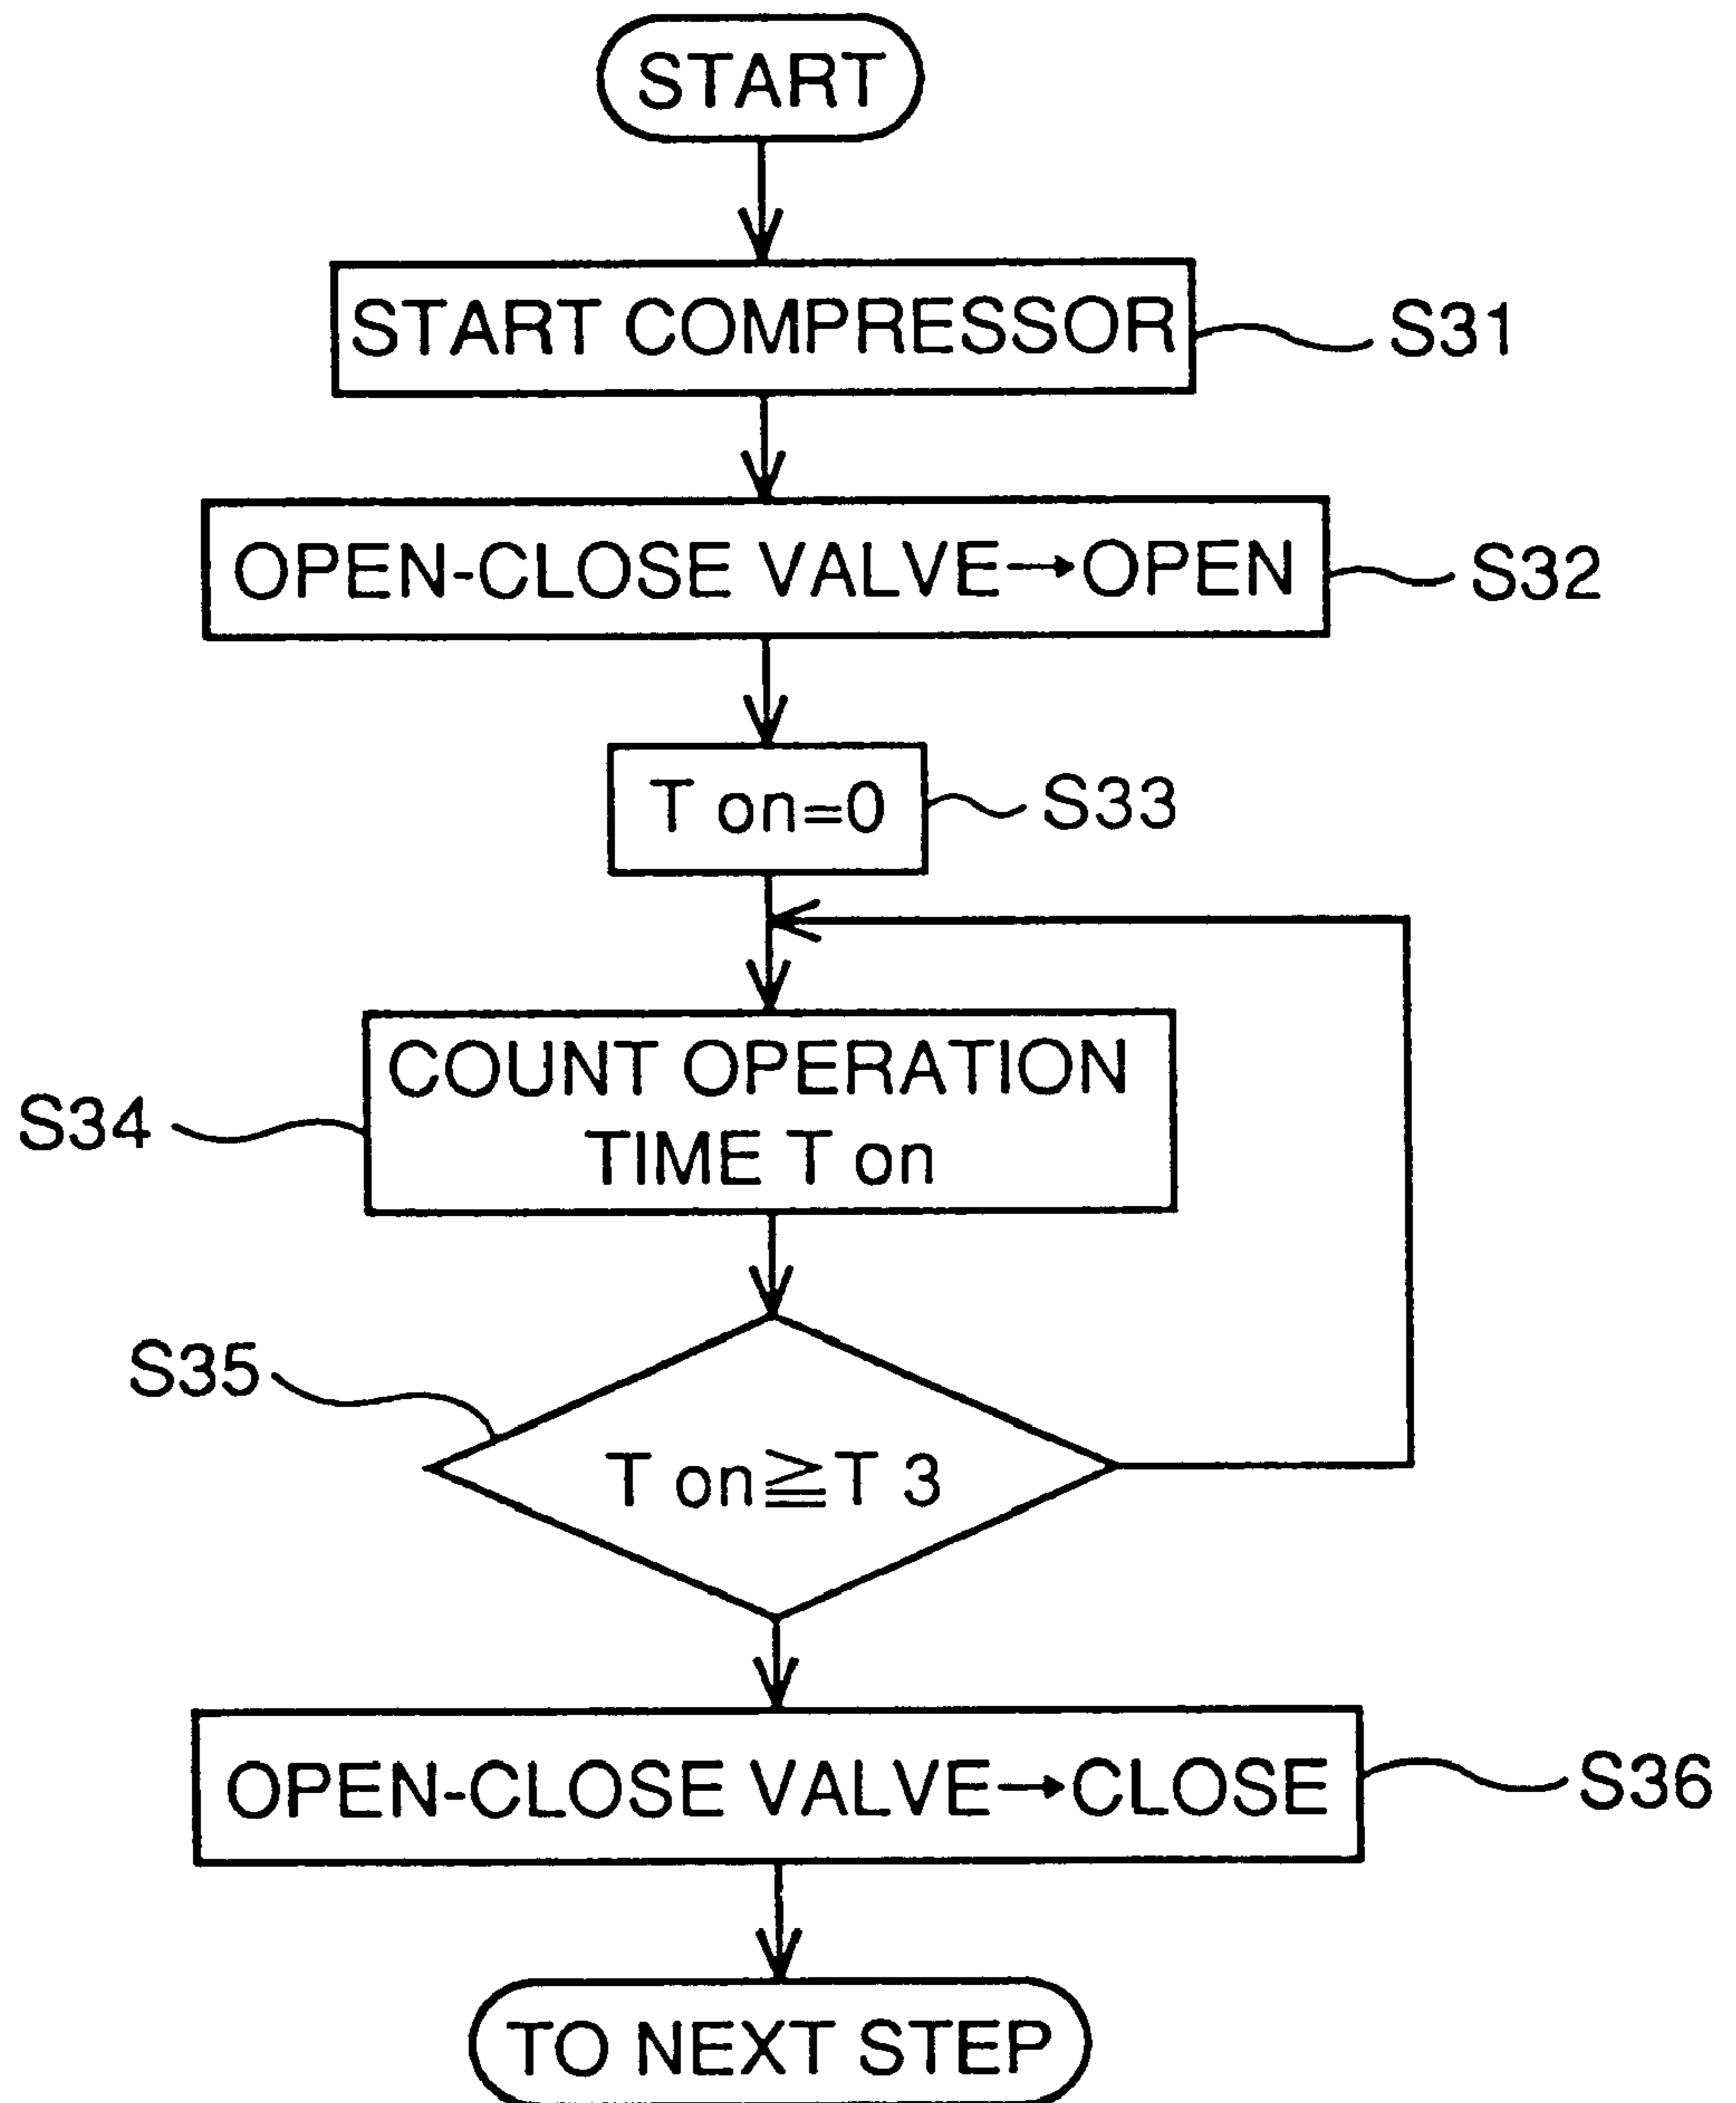 START
START COMPRESSOR
S31
OPEN-CLOSE VALVE→OPEN
S32
T on=0
S33
COUNT OPERATION
TIME T on
S34
S35
T on≧T 3
OPEN-CLOSE VALVE→CLOSE
S36
TO NEXT STEP